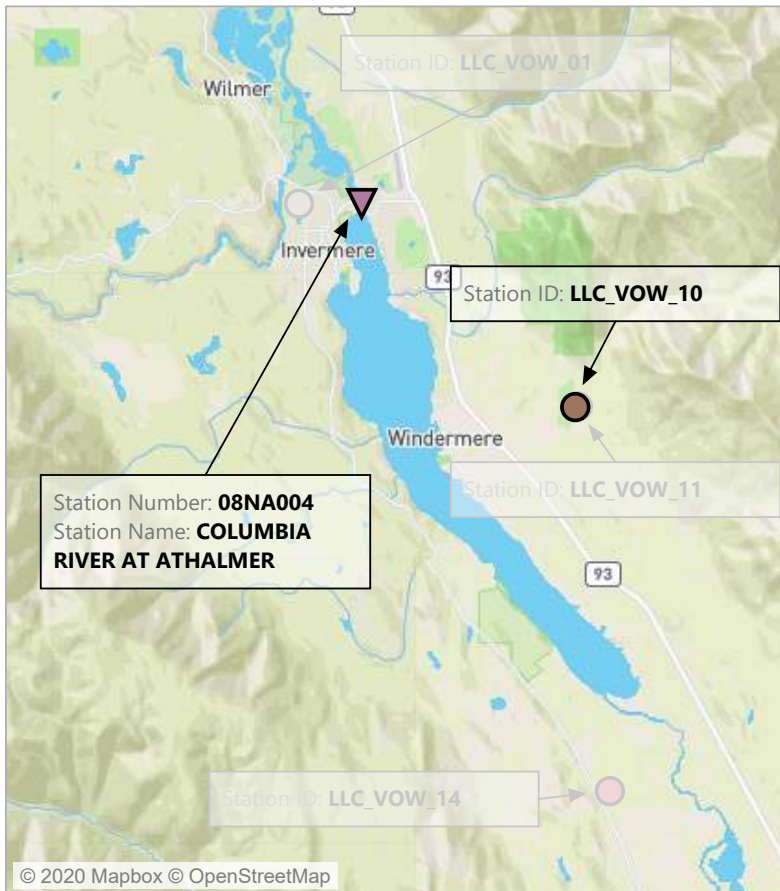 93
Station ID: LLC_VOW_01
Wilmer
Invermere
93
Station ID: LLC_VOW_10
Windermere
Station ID: LLC_VOW_11
Station Number: 08NA004
Station Name: COLUMBIA
RIVER AT ATHALMER
93
Station ID: LLC_VOW_14
© 2020 Mapbox © OpenStreetMap